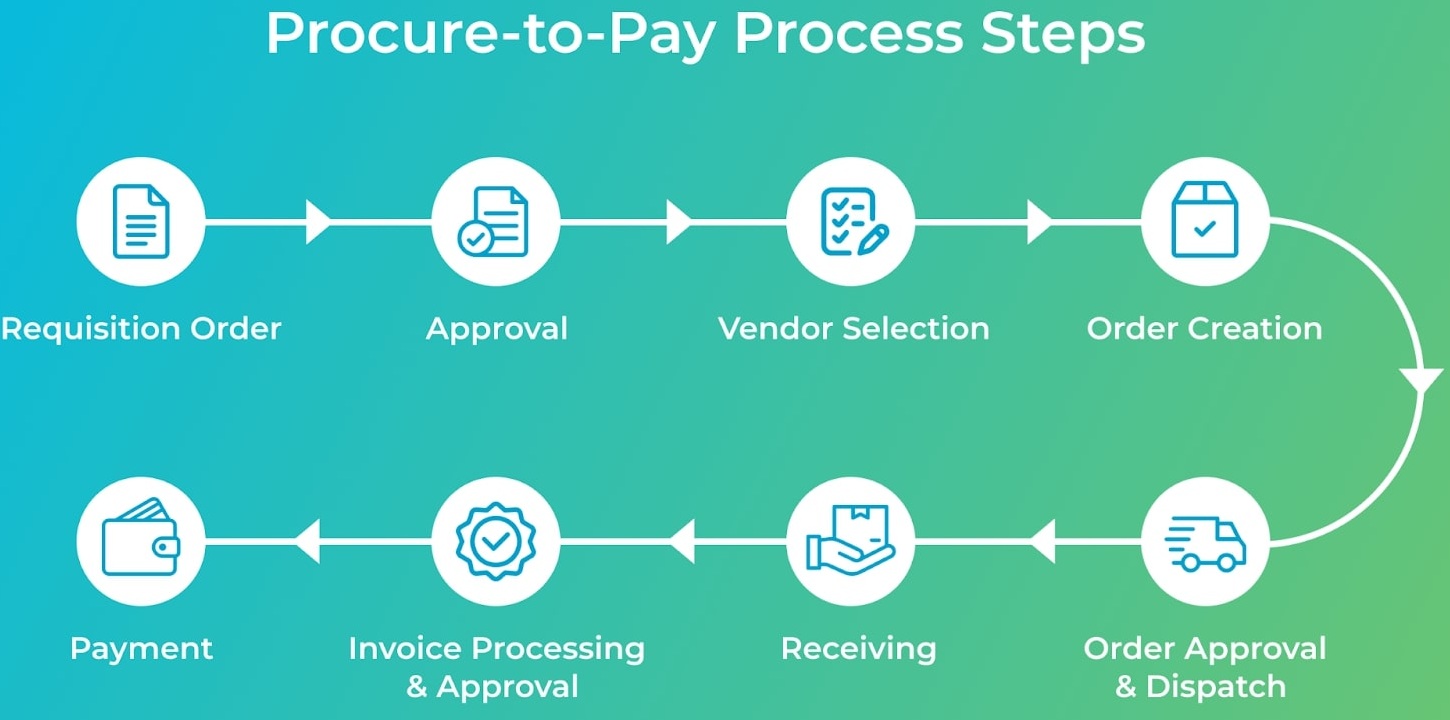 Procure-to-Pay Process Steps
Requisition Order
Approval
Vendor Selection
Order Creation
Payment
Invoice Processing
& Approval
Receiving
Order Approval
& Dispatch